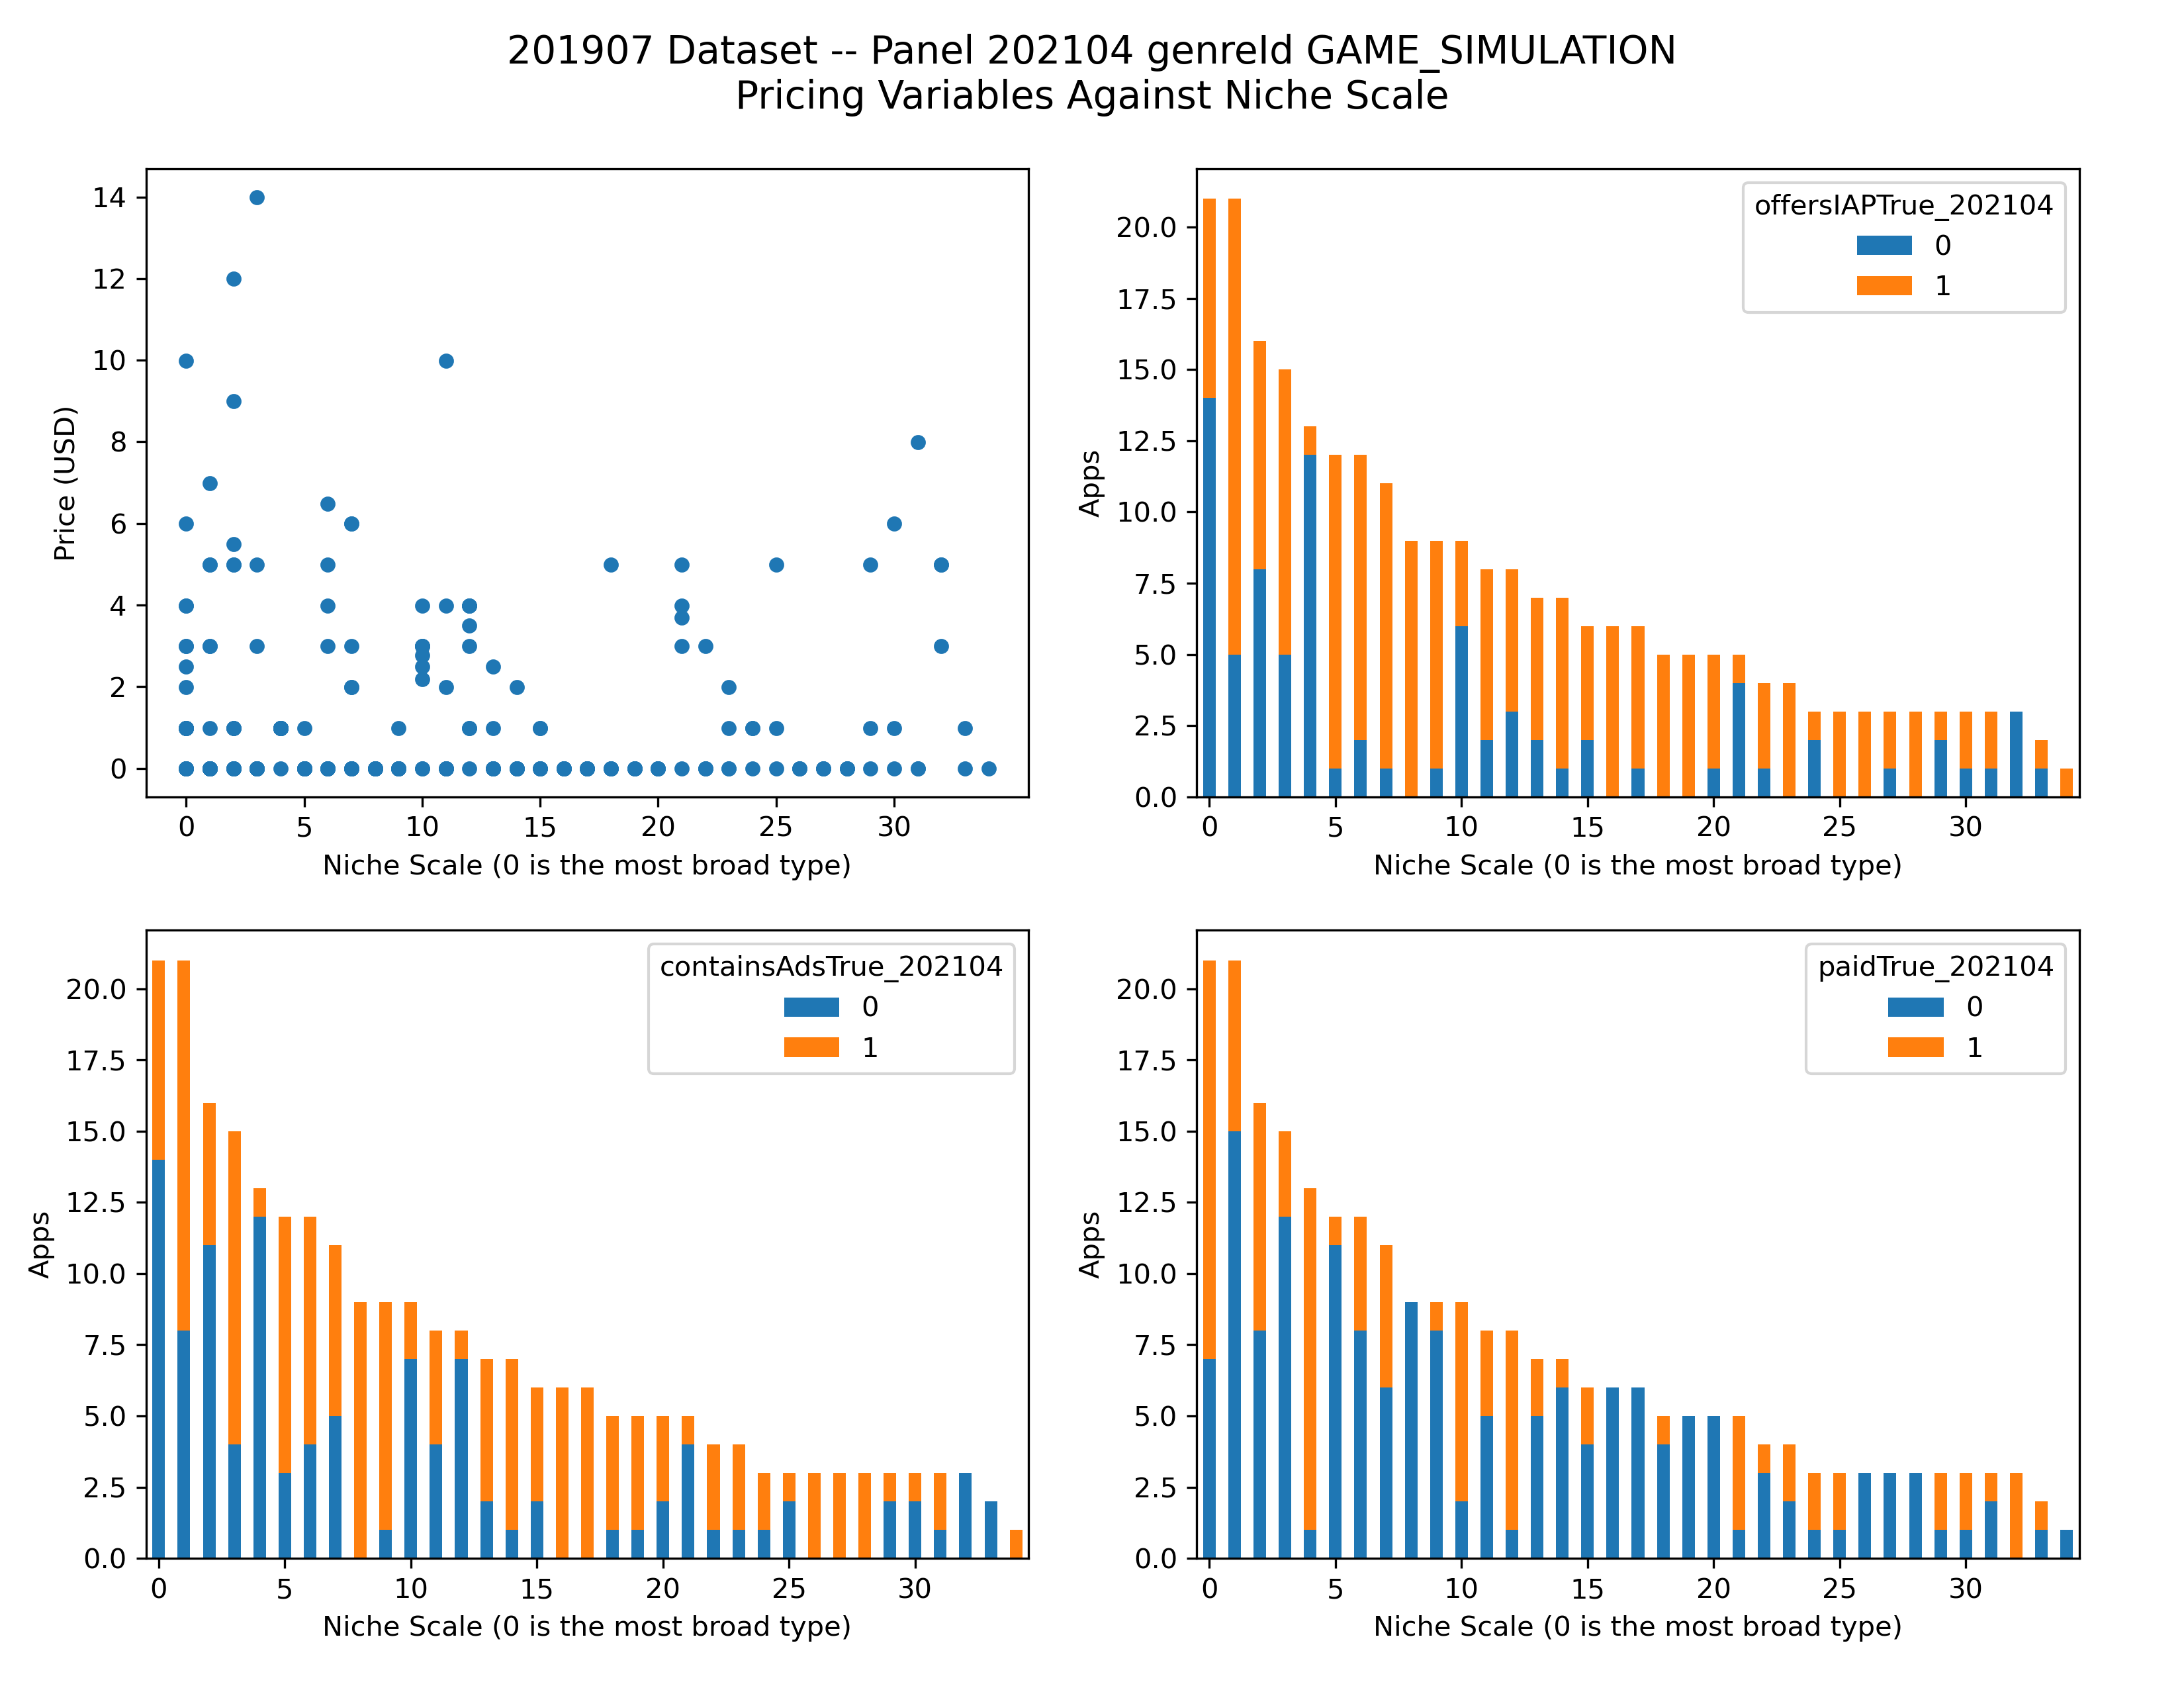 201907 Dataset -- Panel 202104 genreId GAME_SIMULATION
Pricing Variables Against Niche Scale
14
12
10
8
6
4
2
0
Price (USD)
0 5 10 15 20 25 30
Niche Scale (0 is the most broad type)
offersIAPTrue_202104
0
1
20.0
17.5
15.0
12.5
10.0
7.5
5.0
2.5
0.0
Apps
0 5 10 15 20 25 30
Niche Scale (0 is the most broad type)
containsAdsTrue_202104
0
1
20.0
17.5
15.0
12.5
10.0
7.5
5.0
2.5
0.0
Apps
0 5 10 15 20 25 30
Niche Scale (0 is the most broad type)
paidTrue_202104
0
1
20.0
17.5
15.0
12.5
10.0
7.5
5.0
2.5
0.0
Apps
0 5 10 15 20 25 30
Niche Scale (0 is the most broad type)